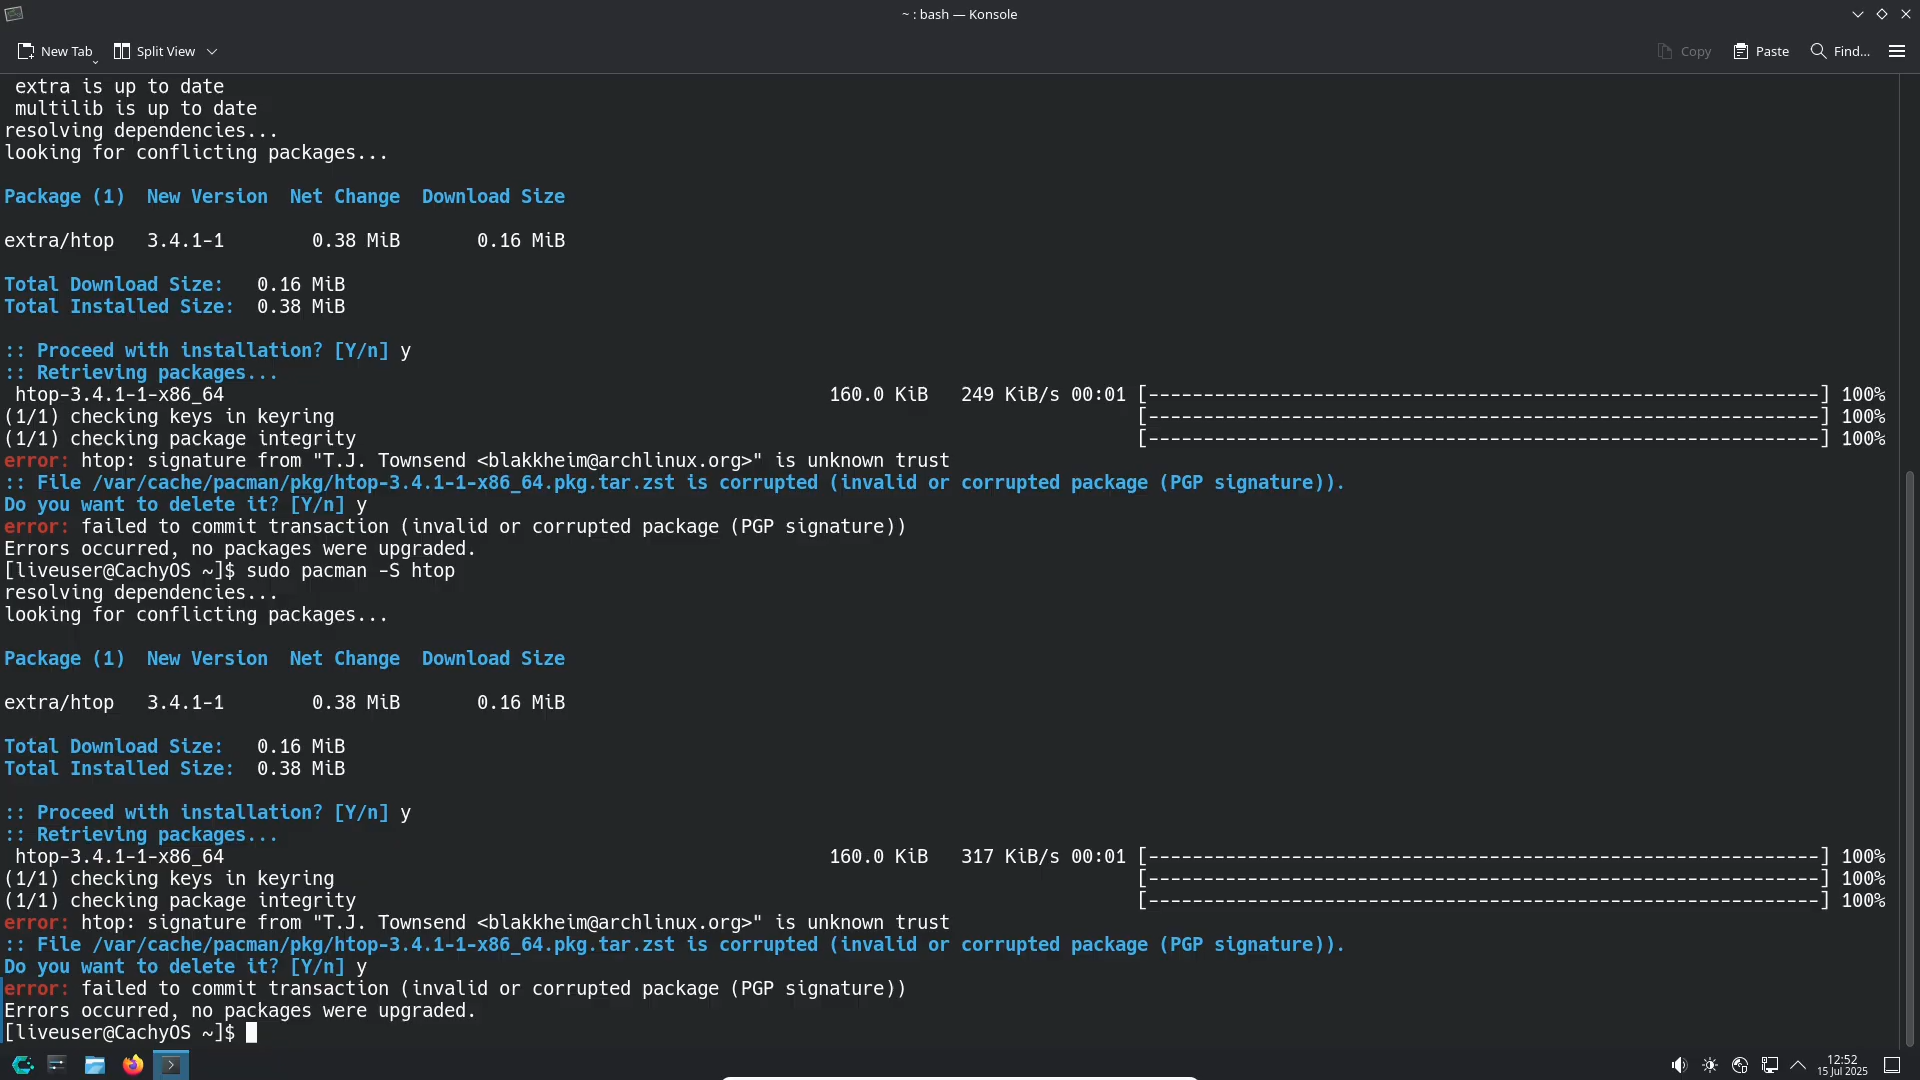 ~ : bash — Konsole
New Tab Split View Copy Paste Find...
 extra is up to date
 multilib is up to date
resolving dependencies...
looking for conflicting packages...
Package (1)  New Version  Net Change  Download Size
extra/htop   3.4.1-1        0.38 MiB       0.16 MiB
Total Download Size:   0.16 MiB
Total Installed Size:  0.38 MiB
:: Proceed with installation? [Y/n] y
:: Retrieving packages...
 htop-3.4.1-1-x86_64 160.0 KiB   249 KiB/s 00:01 [-------------------------------------------------------------] 100%
(1/1) checking keys in keyring [-------------------------------------------------------------] 100%
(1/1) checking package integrity [-------------------------------------------------------------] 100%
error: htop: signature from "T.J. Townsend <blakkheim@archlinux.org>" is unknown trust
:: File /var/cache/pacman/pkg/htop-3.4.1-1-x86_64.pkg.tar.zst is corrupted (invalid or corrupted package (PGP signature)).
Do you want to delete it? [Y/n] y
error: failed to commit transaction (invalid or corrupted package (PGP signature))
Errors occurred, no packages were upgraded.
[liveuser@CachyOS ~]$ sudo pacman -S htop
resolving dependencies...
looking for conflicting packages...
Package (1)  New Version  Net Change  Download Size
extra/htop   3.4.1-1        0.38 MiB       0.16 MiB
Total Download Size:   0.16 MiB
Total Installed Size:  0.38 MiB
:: Proceed with installation? [Y/n] y
:: Retrieving packages...
 htop-3.4.1-1-x86_64 160.0 KiB   317 KiB/s 00:01 [-------------------------------------------------------------] 100%
(1/1) checking keys in keyring [-------------------------------------------------------------] 100%
(1/1) checking package integrity [-------------------------------------------------------------] 100%
error: htop: signature from "T.J. Townsend <blakkheim@archlinux.org>" is unknown trust
:: File /var/cache/pacman/pkg/htop-3.4.1-1-x86_64.pkg.tar.zst is corrupted (invalid or corrupted package (PGP signature)).
Do you want to delete it? [Y/n] y
error: failed to commit transaction (invalid or corrupted package (PGP signature))
Errors occurred, no packages were upgraded.
[liveuser@CachyOS ~]$
12:52
15 Jul 2025